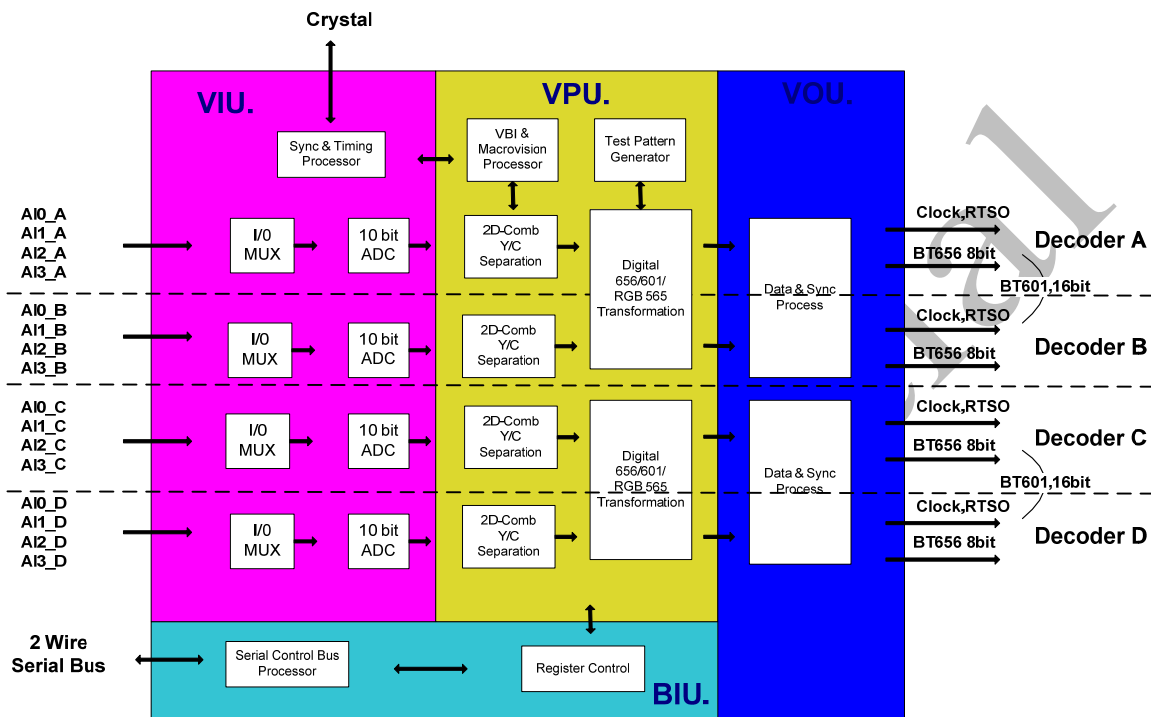 Crystal
VIU.
VPU.
VOU.
Sync & Timing
Processor
VBI &
Macrovision
Processor
Test Pattern
Generator
AI0_A
AI1_A
AI2_A
AI3_A
I/0
MUX
10 bit
ADC
2D-Comb
Y/C
Separation
Digital
656/601/
RGB 565
Transformation
Data & Sync
Process
Clock,RTSO
BT656 8bit
Decoder A
BT601,16bit
AI0_B
AI1_B
AI2_B
AI3_B
I/0
MUX
10 bit
ADC
2D-Comb
Y/C
Separation
Clock,RTSO
BT656 8bit
Decoder B
AI0_C
AI1_C
AI2_C
AI3_C
I/0
MUX
10 bit
ADC
2D-Comb
Y/C
Separation
Digital
656/601/
RGB 565
Transformation
Data & Sync
Process
Clock,RTSO
BT656 8bit
Decoder C
BT601,16bit
AI0_D
AI1_D
AI2_D
AI3_D
I/0
MUX
10 bit
ADC
2D-Comb
Y/C
Separation
Clock,RTSO
BT656 8bit
Decoder D
2 Wire
Serial Bus
Serial Control Bus
Processor
Register Control
BIU.